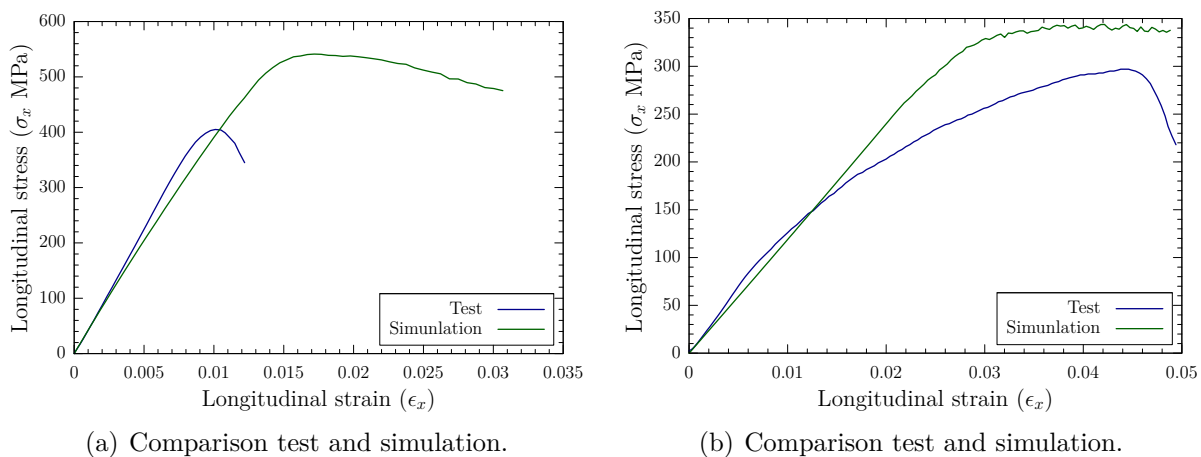 600
500
400
300
200
100
0
0
0.005
0.01
0.015
0.02
0.025
0.03
0.035
Longitudinal stress (σx MPa)
Longitudinal strain (ϵx)
Test
Simunlation
(a) Comparison test and simulation.
350
300
250
200
150
100
50
0
0
0.01
0.02
0.03
0.04
0.05
Longitudinal stress (σx MPa)
Longitudinal strain (ϵx)
Test
Simunlation
(b) Comparison test and simulation.